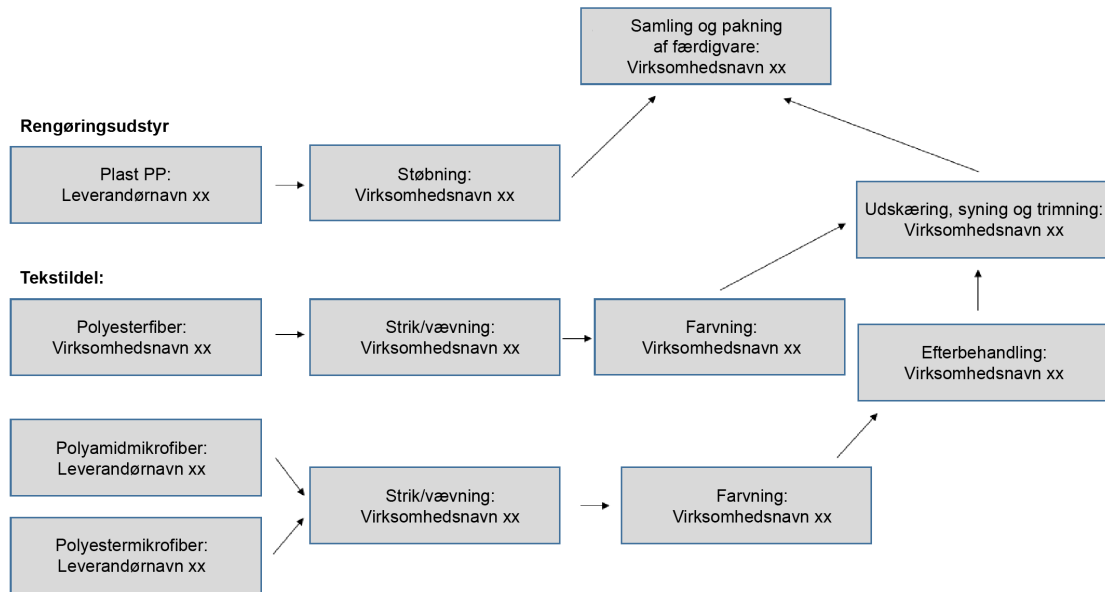 Samling og pakning
af færdigvare:
Virksomhedsnavn xx
Rengøringsudstyr
Plast PP:
Leverandørnavn xx
Støbning:
Virksomhedsnavn xx
Udskæring, syning og trimning:
Virksomhedsnavn xx
Tekstildel:
Polyesterfiber:
Virksomhedsnavn xx
Strik/vævning:
Virksomhedsnavn xx
Farvning:
Virksomhedsnavn xx
Efterbehandling:
Virksomhedsnavn xx
Polyamidmikrofiber:
Leverandørnavn xx
Strik/vævning:
Virksomhedsnavn xx
Farvning:
Virksomhedsnavn xx
Polyestermikrofiber:
Leverandørnavn xx